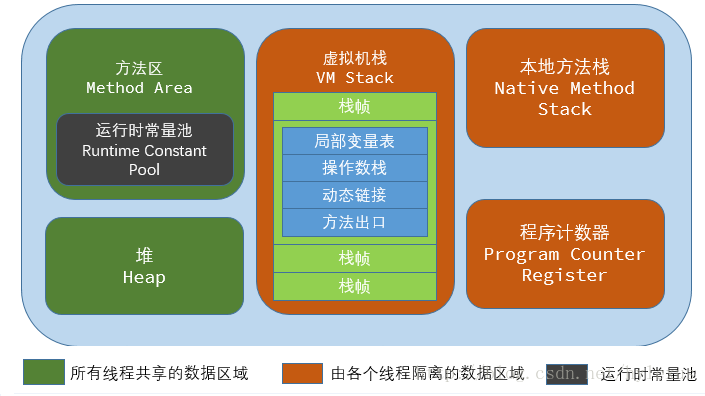 方法区
Method Area
运行时常量池
Runtime Constant
Pool
堆
Heap
虚拟机栈
VM Stack
栈帧
局部变量表
操作数栈
动态链接
方法出口
栈帧
栈帧
本地方法栈
Native Method
Stack
程序计数器
Program Counter
Register
所有线程共享的数据区域
由各个线程隔离的数据区域
运行时常量池